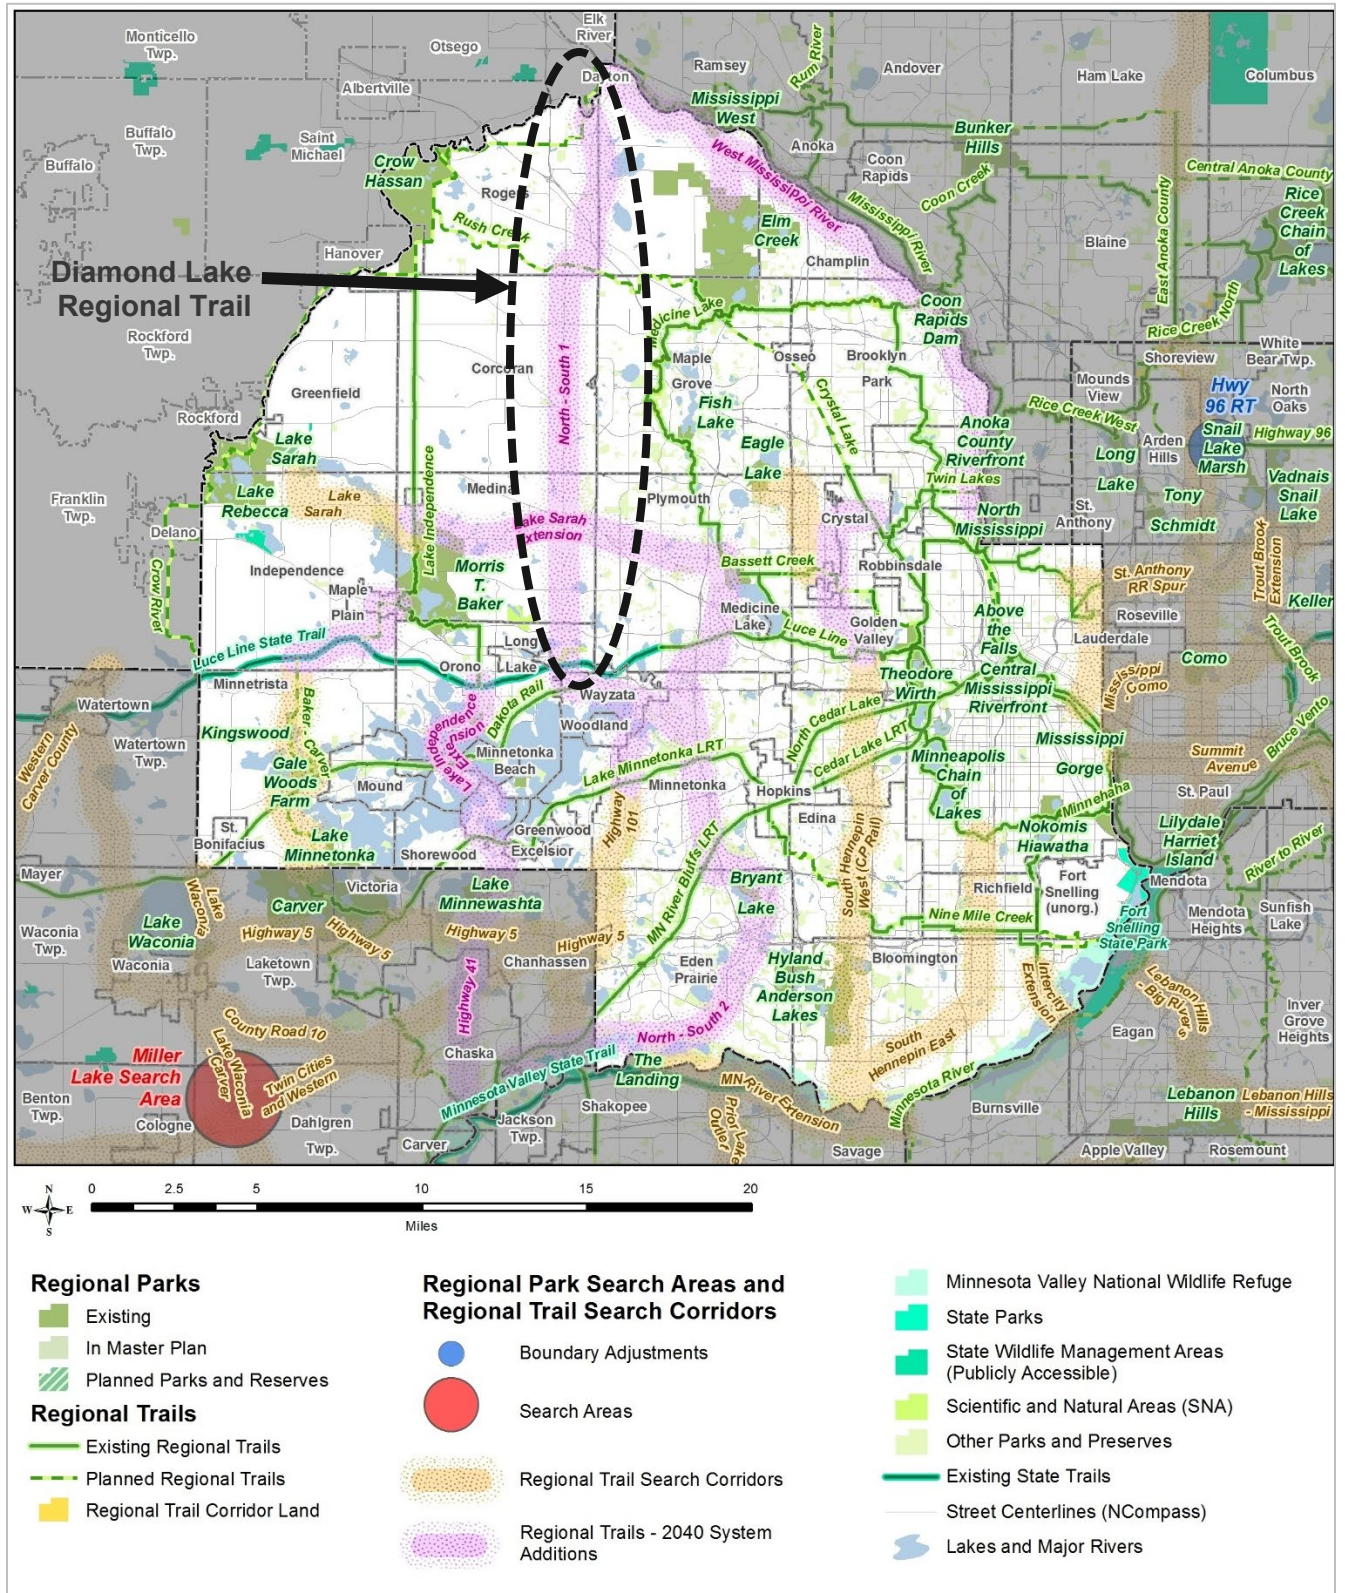 Elk
River
Monticello
Twp.
Otsego
Ramsey
Rum River
Andover
Ham Lake
Columbus
Dayton
Albertville
Mississippi
West
Buffalo
Twp.
Saint
Michael
Bunker
Hills
Anoka
Buffalo
Crow
Hassan
West Mississippi River
Coon
Rapids
Coon Creek
Central Anoka County
Rogers
Rice
Creek
Chain
of
Lakes
Rush Creek
Elm
Creek
Mississippi River
East Anoka County
Blaine
Hanover
Champlin
Diamond Lake
Regional Trail
Coon
Rapids
Dam
Rice Creek North
Medicine Lake
Rockford
Twp.
White
Bear Twp.
Shoreview
Maple
Grove
Osseo
Brooklyn
Park
Corcoran
Mounds
View
Hwy
96 RT
North
Oaks
Greenfield
North - South 1
Crystal Lake
Fish
Lake
Rice Creek West
Rockford
Anoka
County
Riverfront
Arden
Hills
Snail
Lake
Marsh
Highway 96
Lake
Sarah
Eagle
Lake
Long
Lake
Lake Independence
Twin Lakes
Vadnais
Snail
Lake
Franklin
Twp.
Lake
Rebecca
Lake
Sarah
Medina
Plymouth
Tony
Schmidt
North
Mississippi
St.
Anthony
Delano
Lake Sarah
Extension
Crystal
Trout Brook
Extension
Crow River
Independence
Bassett Creek
Robbinsdale
Morris
T.
Baker
St. Anthony
RR Spur
Maple
Plain
Keller
Medicine
Lake
Above
the
Falls
Roseville
Luce Line State Trail
Long
Lake
Luce Line
Golden
Valley
Lauderdale
Trout Brook
Orono
Como
Minnetrista
Theodore
Wirth
Central
Mississippi
Riverfront
Mississippi
- Como
Wayzata
Dakota Rail
Watertown
Baker - Carver
Woodland
North Cedar Lake
Kingswood
Lake Independence
Extension
Western
Carver County
Watertown
Twp.
Minnetonka
Beach
Lake Minnetonka LRT
Cedar Lake LRT
Mississippi
Gorge
Bruce Vento
Gale
Woods
Farm
Minneapolis
Chain
of
Lakes
Summit
Avenue
Mound
Minnetonka
Hopkins
St. Paul
Minnehaha
Highway
101
Edina
St.
Bonifacius
Greenwood
Excelsior
Lake
Minnetonka
Nokomis
Hiawatha
Lilydale
Harriet
Island
Shorewood
MN River Bluffs LRT
South Hennepin
West (CP Rail)
River to River
Mayer
Victoria
Lake
Minnewashta
Bryant
Lake
Richfield
Fort
Snelling
(unorg.)
Mendota
Lake
Waconia
Carver
Lake
Waconia
Nine Mile Creek
Fort
Snelling
State Park
Mendota
Heights
Sunfish
Lake
Waconia
Twp.
Highway 5
Highway 5
Highway 5
Highway 5
Waconia
Laketown
Twp.
Chanhassen
Eden
Prairie
Hyland
Bush
Anderson
Lakes
Bloomington
Intercity
Extension
Lebanon Hills
- Big Rivers
Highway 41
North - South 2
Inver
Grove
Heights
County Road 10
Eagan
Miller
Lake Search
Area
Lake Waconia
- Carver
Chaska
South
Hennepin East
Twin Cities
and Western
Minnesota Valley State Trail
The
Landing
MN River Extension
Minnesota River
Benton
Twp.
Cologne
Dahlgren
Twp.
Carver
Jackson
Twp.
Shakopee
Prior Lake
Outlet
Burnsville
Lebanon
Hills
Lebanon Hills
- Mississippi
Savage
Apple Valley
Rosemount
N
W E
S
0 2.5 5 10 15 20
Miles
Regional Parks
Existing
In Master Plan
Planned Parks and Reserves
Regional Trails
Existing Regional Trails
Planned Regional Trails
Regional Trail Corridor Land
Regional Park Search Areas and
Regional Trail Search Corridors
Boundary Adjustments
Search Areas
Regional Trail Search Corridors
Regional Trails - 2040 System
Additions
Minnesota Valley National Wildlife Refuge
State Parks
State Wildlife Management Areas
(Publicly Accessible)
Scientific and Natural Areas (SNA)
Other Parks and Preserves
Existing State Trails
Street Centerlines (NCompass)
Lakes and Major Rivers